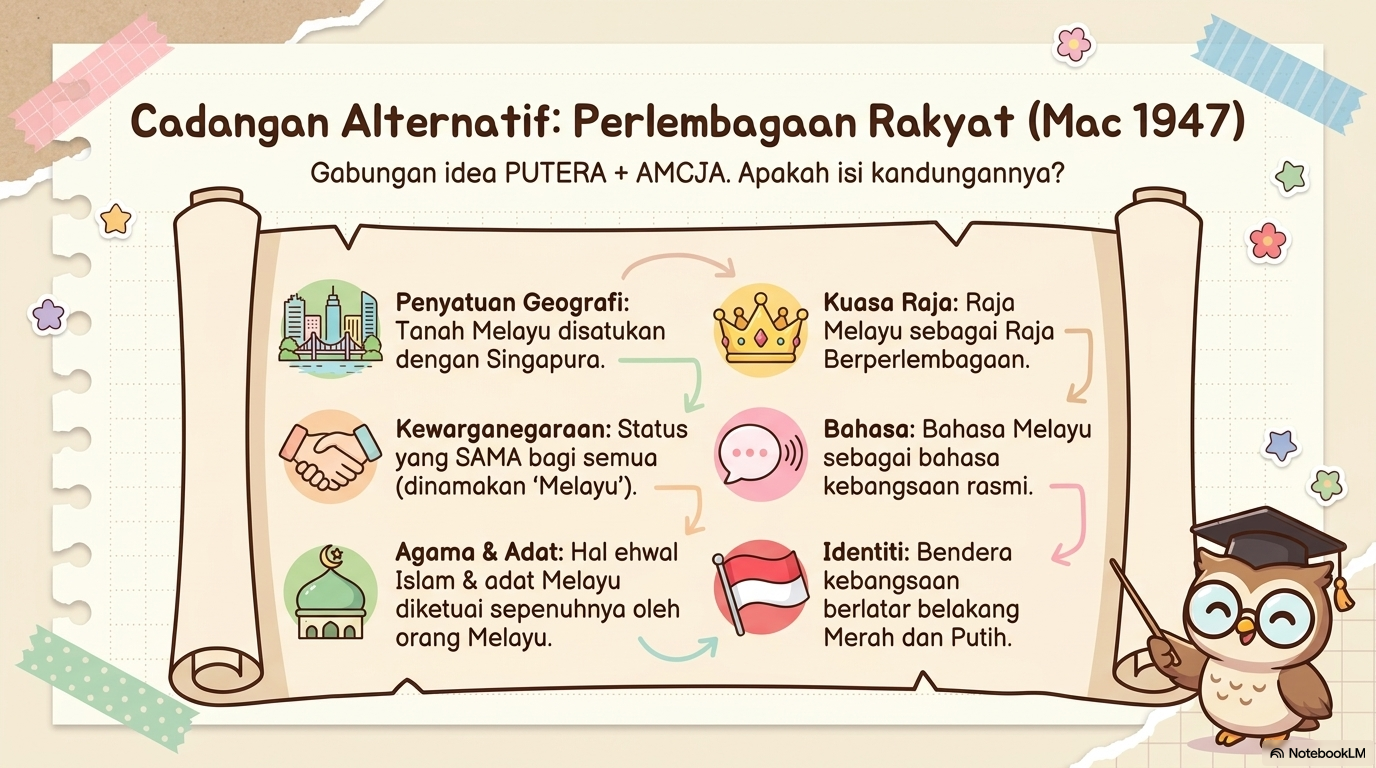 Cadangan Alternatif: Perlembagaan Rakyat (Mac 1947)
Gabungan idea PUTERA + AMCJA. Apakah isi kandungannya?
Penyatuan Geografi:
Tanah Melayu disatukan
dengan Singapura.
Kuasa Raja: Raja
Melayu sebagai Raja
Berperlembagaan.
Kewarganegaraan: Status
yang SAMA bagi semua
(dinamakan ‘Melayu’).
Bahasa: Bahasa Melayu
sebagai bahasa
kebangsaan rasmi.
Agama & Adat: Hal ehwal
Islam & adat Melayu
diketuai sepenuhnya oleh
orang Melayu.
Identiti: Bendera
kebangsaan
berlatar belakang
Merah dan Putih.
NotebookLM